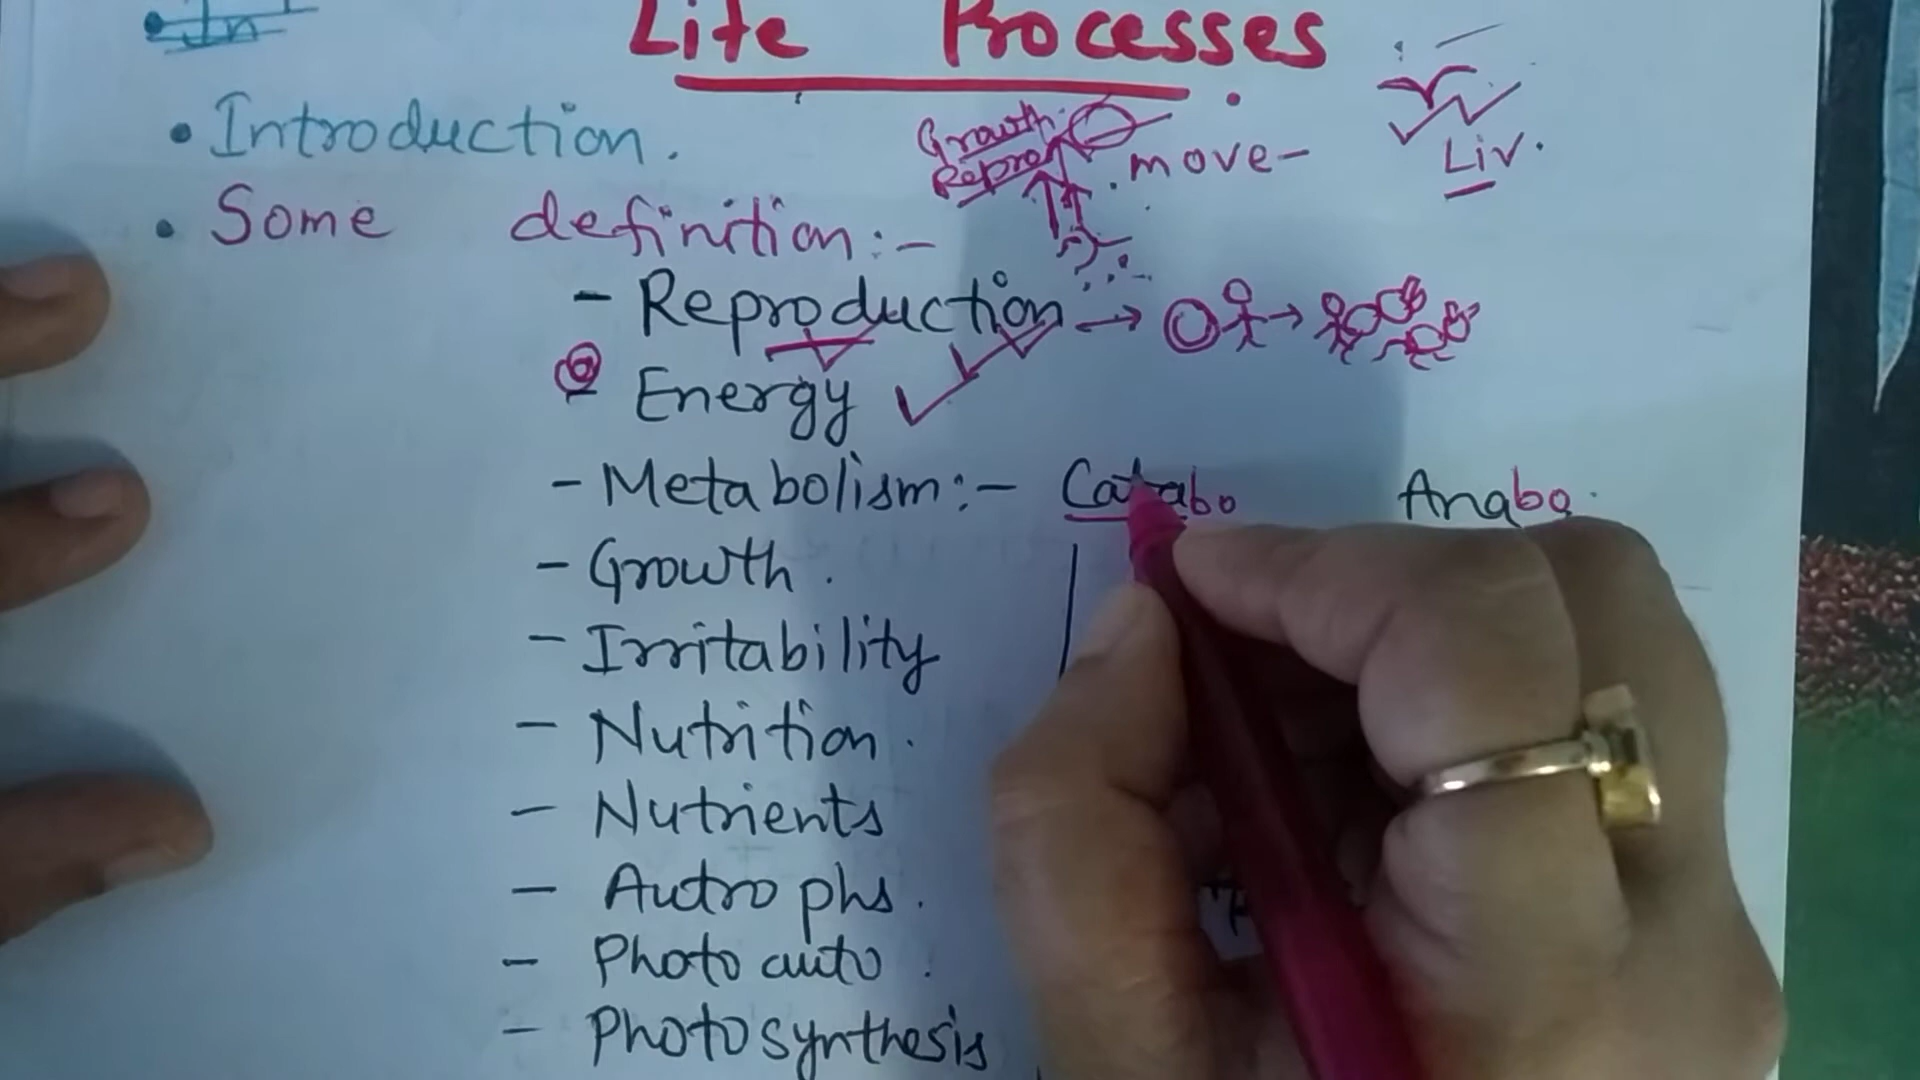 In
Life Processes
• Introduction.
Growth.
Repro
. move -
Liv.
• Some definition :-
- Reproduction →
Energy
- Metabolism :- Catabo Anabo.
- Growth .
- Irritability
- Nutrition .
- Nutrients
- Autrophs .
- Photo auto .
- Photosynthesis